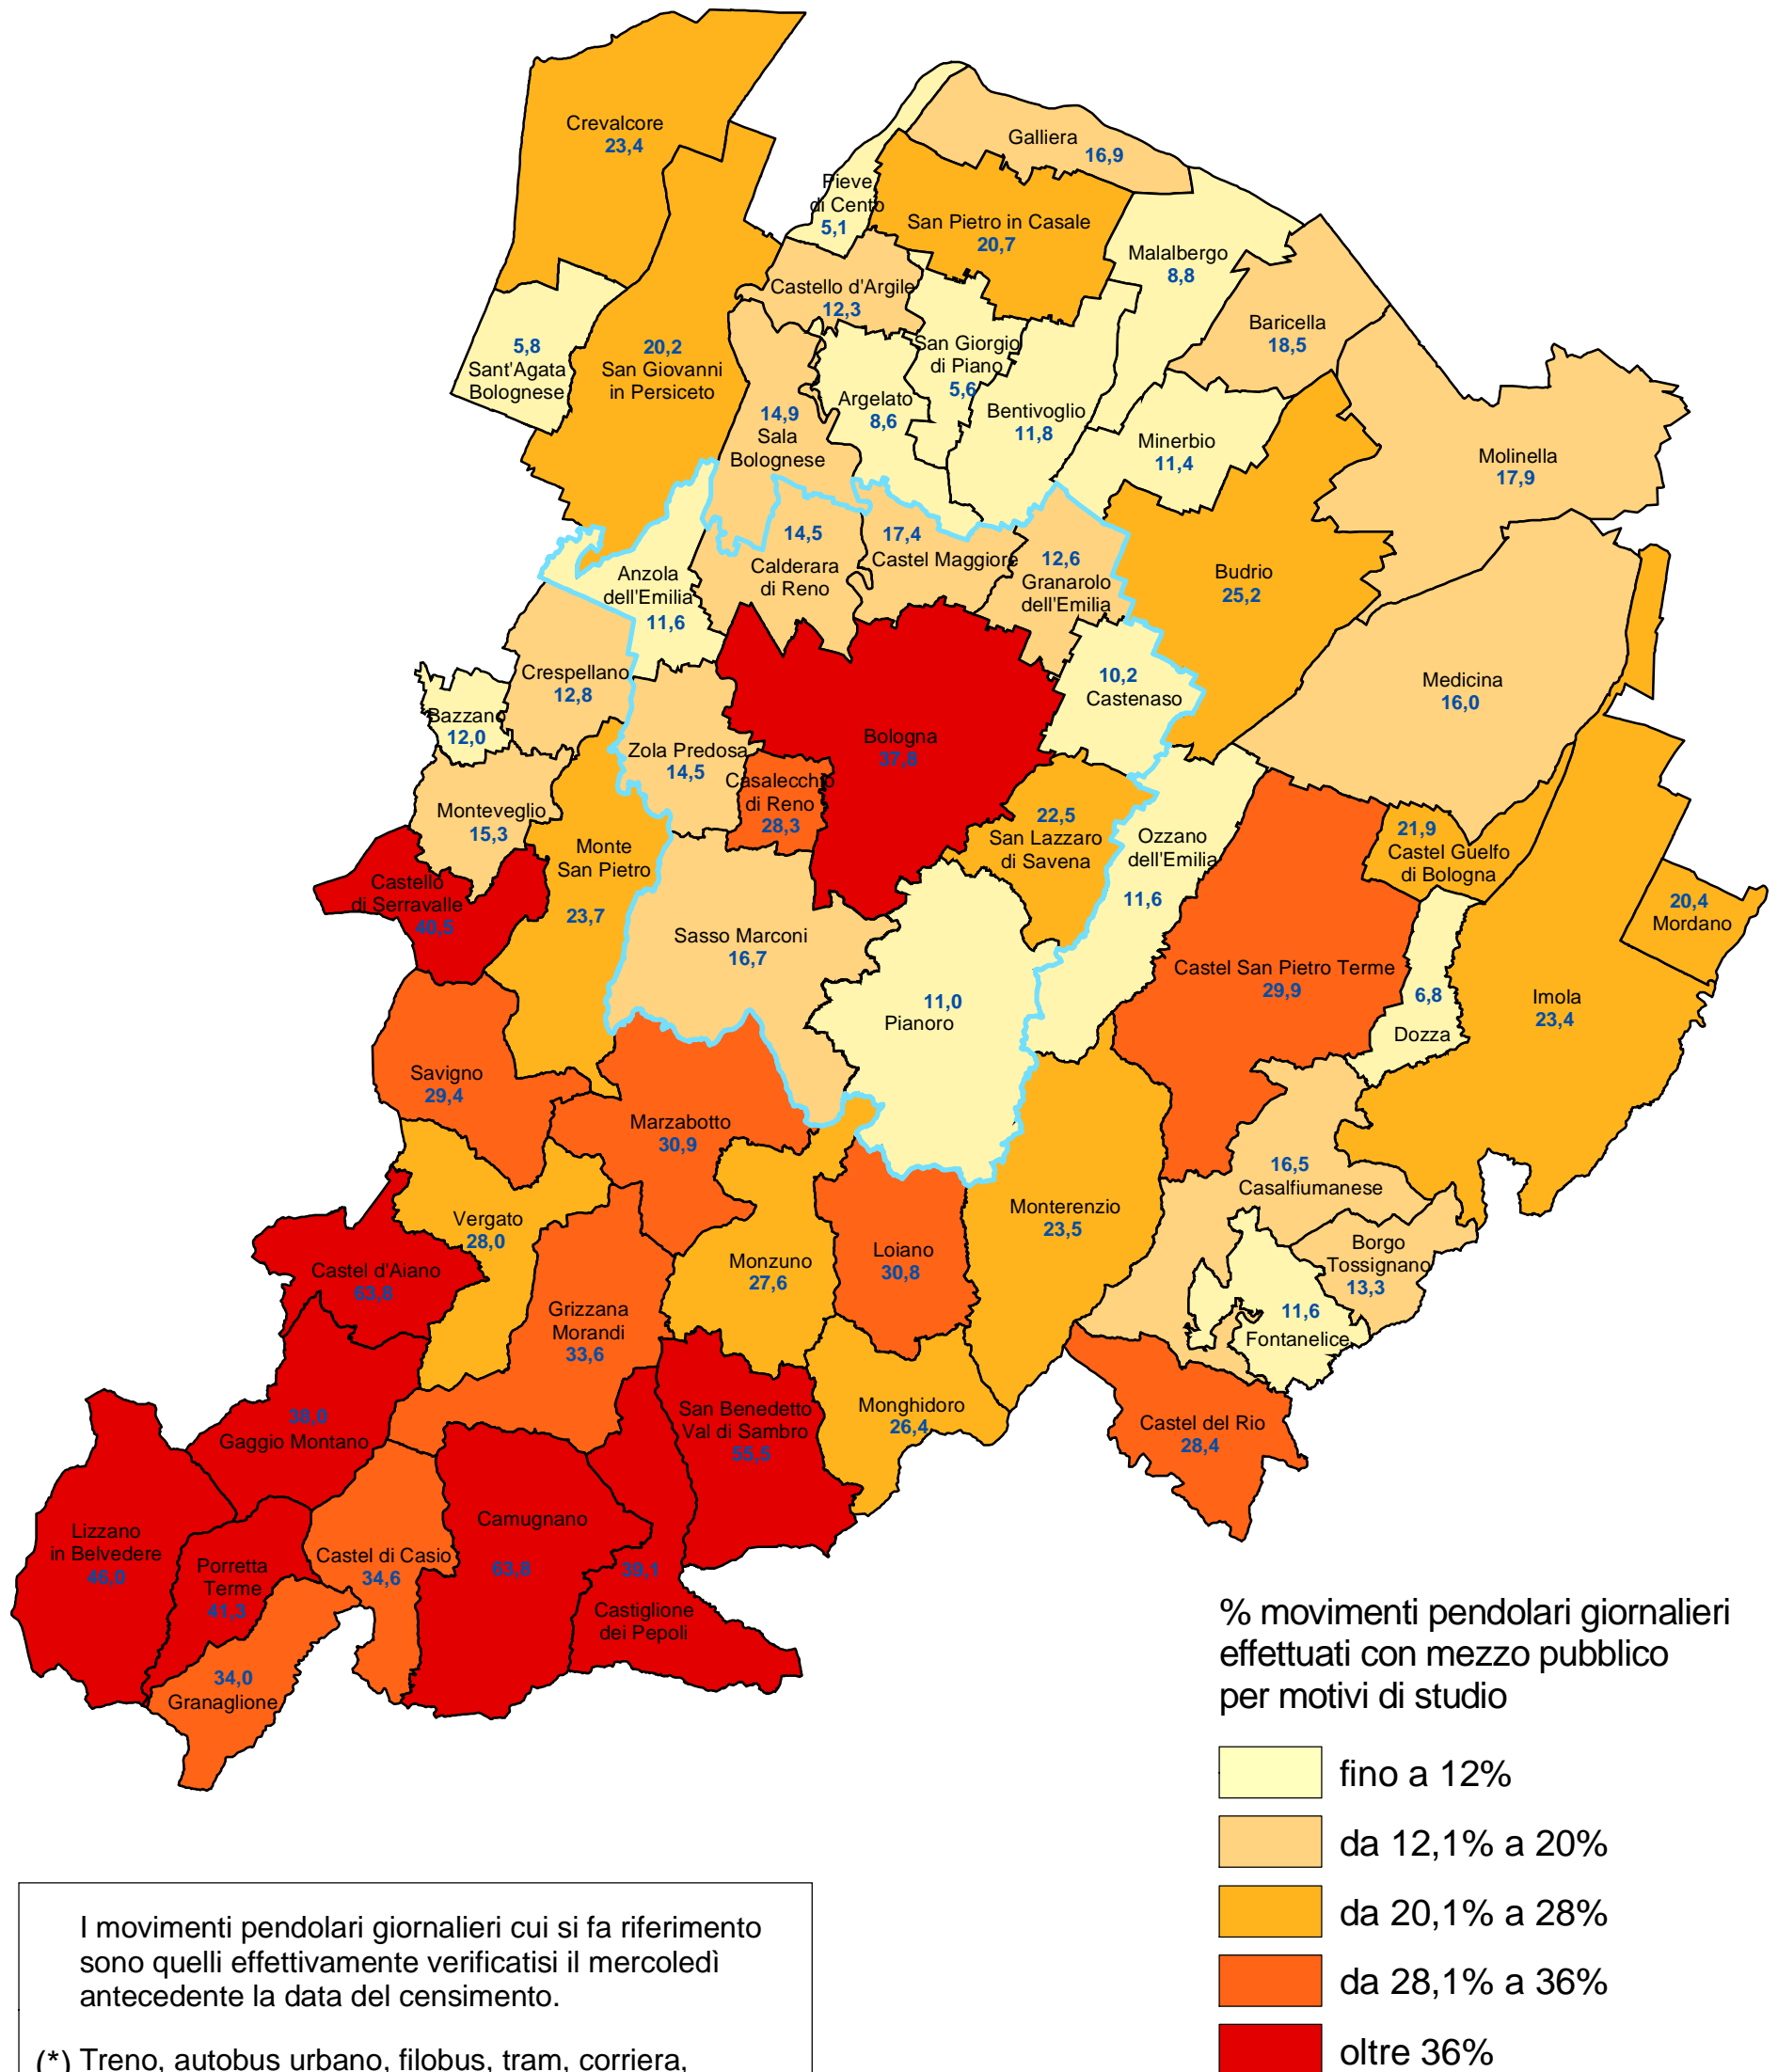 Crevalcore
23,4
Galliera
16,9
Pieve
di Cento
5,1
San Pietro in Casale
20,7
Malalbergo
8,8
Castello d'Argile
12,3
Baricella
18,5
5,8
Sant'Agata
Bolognese
20,2
San Giovanni
in Persiceto
San Giorgio
di Piano
5,6
Argelato
8,6
Bentivoglio
11,8
14,9
Sala
Bolognese
Minerbio
11,4
Molinella
17,9
14,5
Calderara
di Reno
17,4
Castel Maggiore
12,6
Granarolo
dell'Emilia
Budrio
25,2
Anzola
dell'Emilia
11,6
Crespellano
12,8
10,2
Castenaso
Medicina
16,0
Bazzano
12,0
Bologna
37,8
Zola Predosa
14,5
Casalecchio
di Reno
28,3
Monteveglio
15,3
22,5
San Lazzaro
di Savena
Ozzano
dell'Emilia
11,6
21,9
Castel Guelfo
di Bologna
Monte
San Pietro
23,7
Castello
di Serravalle
40,5
20,4
Mordano
Sasso Marconi
16,7
Castel San Pietro Terme
29,9
11,0
Pianoro
6,8
Dozza
Imola
23,4
Savigno
29,4
Marzabotto
30,9
16,5
Casalfiumanese
Monterenzio
23,5
Vergato
28,0
Loiano
30,8
Borgo
Tossignano
13,3
Castel d'Aiano
63,8
Monzuno
27,6
Grizzana
Morandi
33,6
11,6
Fontanelice
38,0
Gaggio Montano
San Benedetto
Val di Sambro
55,5
Monghidoro
26,4
Castel del Rio
28,4
Lizzano
in Belvedere
46,0
Porretta
Terme
41,3
Castel di Casio
34,6
Camugnano
63,8
39,1
Castiglione
dei Pepoli
34,0
Granaglione
% movimenti pendolari giornalieri
effettuati con mezzo pubblico
per motivi di studio
fino a 12%
da 12,1% a 20%
da 20,1% a 28%
da 28,1% a 36%
oltre 36%
I movimenti pendolari giornalieri cui si fa riferimento
sono quelli effettivamente verificatisi il mercoledì
antecedente la data del censimento.
(*) Treno, autobus urbano, filobus, tram, corriera,